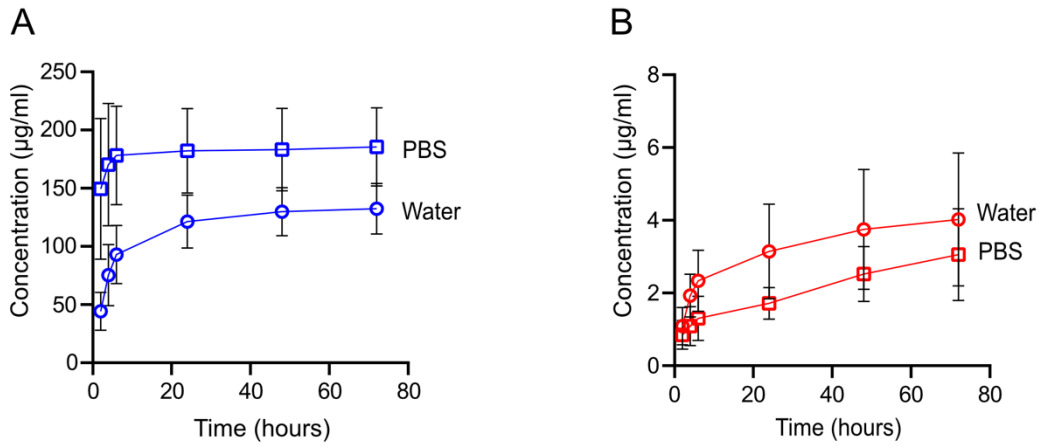 A
Concentration (µg/ml)
250
200
150
100
50
0
PBS
Water
0 20 40 60 80
Time (hours)
B
Concentration (µg/ml)
8
6
4
2
0
Water
PBS
0 20 40 60 80
Time (hours)